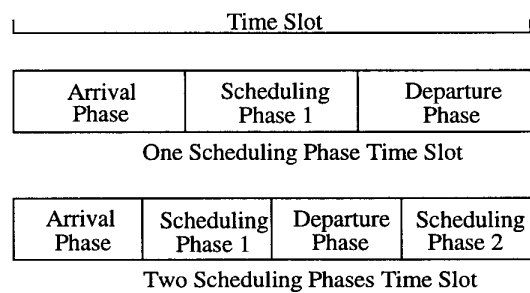 Time Slot
Arrival Phase
Scheduling Phase 1
Departure Phase
One Scheduling Phase Time Slot
Arrival Phase
Scheduling Phase 1
Departure Phase
Scheduling Phase 2
Two Scheduling Phases Time Slot